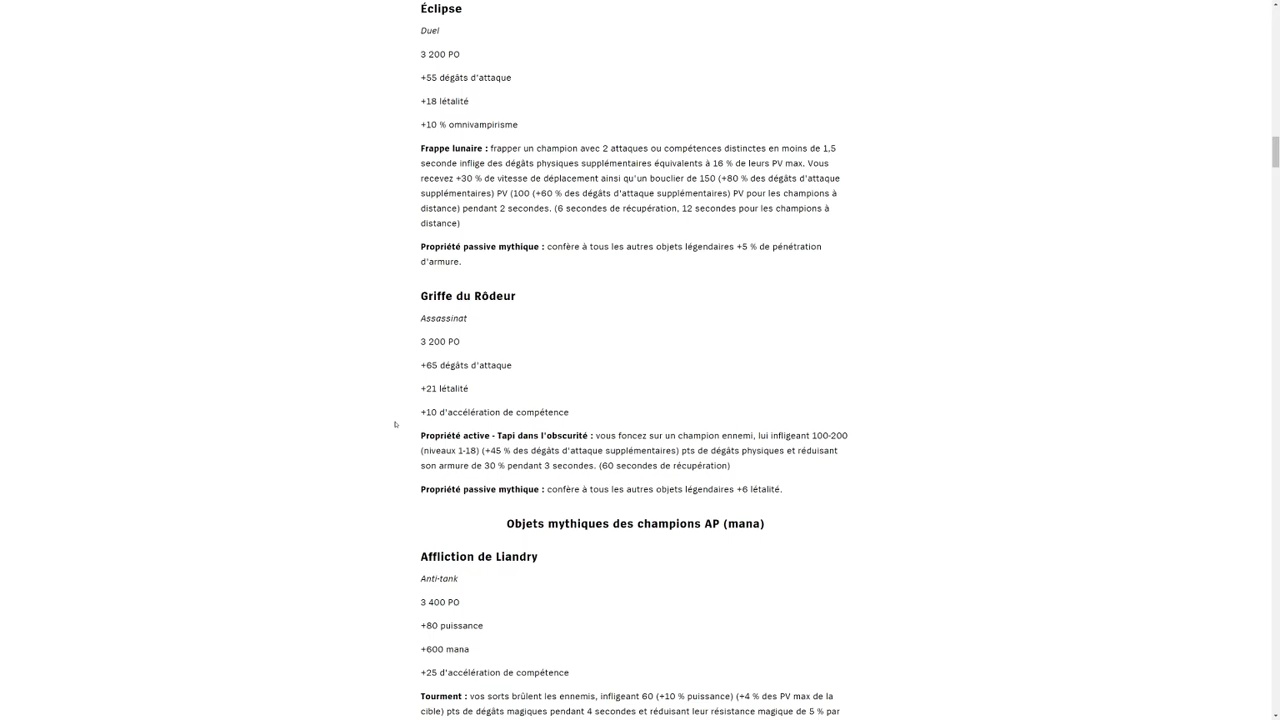 Éclipse
Duel
3 200 PO
+55 dégâts d'attaque
+18 létalité
+10 % omnivampirisme
Frappe lunaire : frapper un champion avec 2 attaques ou compétences distinctes en moins de 1,5
seconde inflige des dégâts physiques supplémentaires équivalents à 16 % de leurs PV max. Vous
recevez +30 % de vitesse de déplacement ainsi qu'un bouclier de 150 (+80 % des dégâts d'attaque
supplémentaires) PV (100 (+60 % des dégâts d'attaque supplémentaires) PV pour les champions à
distance) pendant 2 secondes. (6 secondes de récupération, 12 secondes pour les champions à
distance)
Propriété passive mythique : confère à tous les autres objets légendaires +5 % de pénétration
d'armure.
Griffe du Rôdeur
Assassinat
3 200 PO
+65 dégâts d'attaque
+21 létalité
+10 d'accélération de compétence
Propriété active - Tapi dans l'obscurité : vous foncez sur un champion ennemi, lui infligeant 100-200
(niveaux 1-18) (+45 % des dégâts d'attaque supplémentaires) pts de dégâts physiques et réduisant
son armure de 30 % pendant 3 secondes. (60 secondes de récupération)
Propriété passive mythique : confère à tous les autres objets légendaires +6 létalité.
Objets mythiques des champions AP (mana)
Affliction de Liandry
Anti-tank
3 400 PO
+80 puissance
+600 mana
+25 d'accélération de compétence
Tourment : vos sorts brûlent les ennemis, infligeant 60 (+10 % puissance) (+4 % des PV max de la
cible) pts de dégâts magiques pendant 4 secondes et réduisant leur résistance magique de 5 % par